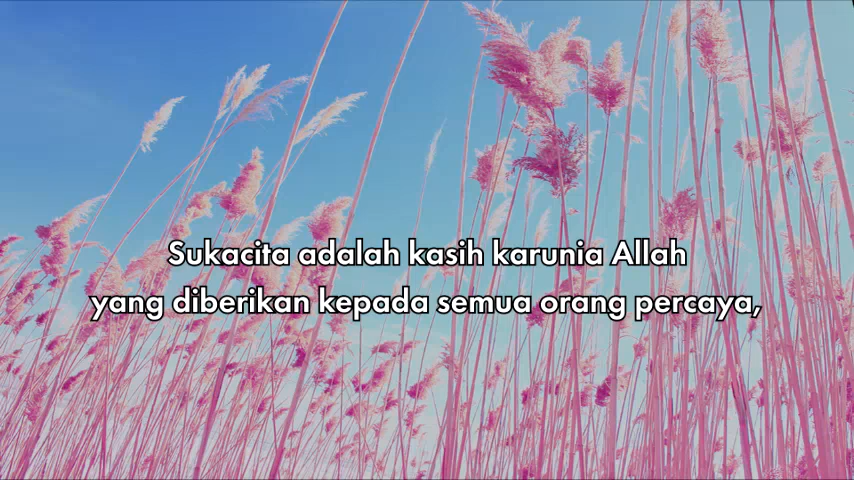 Sukacita adalah kasih karunia Allah
yang diberikan kepada semua orang percaya,